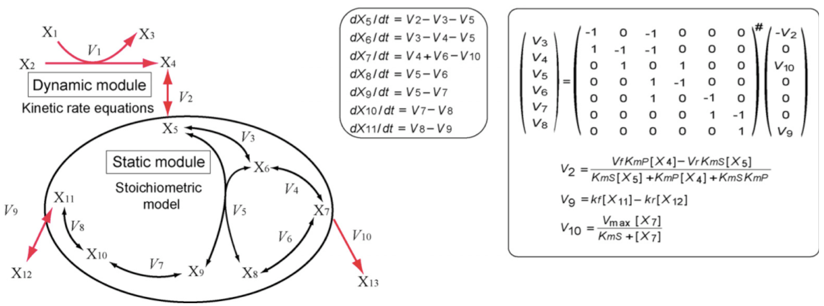 X1
X3
V1
X2
X4
Dynamic module
Kinetic rate equations
V2
X5
V3
Static module
X6
Stoichiometric
model
V4
X11
V5
X7
V9
V8
V6
V10
X10
V7
X9
X8
X12
X13
dX5/dt = V2−V3−V5
dX6/dt = V3−V4−V5
dX7/dt = V4+V6−V10
dX8/dt = V5−V6
dX9/dt = V5−V7
dX10/dt = V7−V8
dX11/dt = V8−V9
#
V3 -1 0 -1 0 0 0 -V2
V4 1 -1 -1 0 0 0 0
V5 0 1 0 1 0 0 V10
V6 = 0 0 1 -1 0 0 0
V7 0 0 1 0 -1 0 0
V8 0 0 0 0 1 -1 0
0 0 0 0 0 1 V9
V2 = VfKmP[X4]−VrKmS[X5] / KmS[X5]+KmP[X4]+KmSKmP
V9 = kf[X11]−kr[X12]
V10 = Vmax [X7] / KmS+[X7]